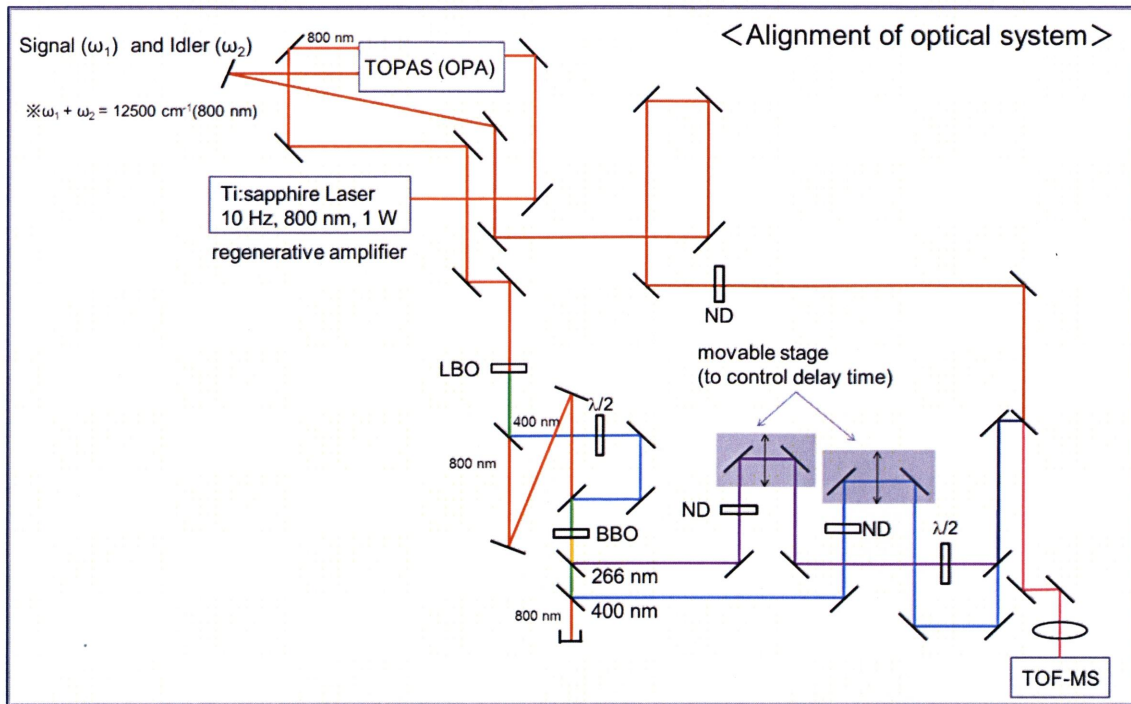 <Alignment of optical system>
Signal (ω₁) and Idler (ω₂)
800 nm
TOPAS (OPA)
※ω₁ + ω₂ = 12500 cm⁻¹(800 nm)
Ti:sapphire Laser
10 Hz, 800 nm, 1 W
regenerative amplifier
ND
movable stage
(to control delay time)
LBO
λ/2
400 nm
800 nm
ND
ND
BBO
λ/2
266 nm
400 nm
800 nm
TOF-MS